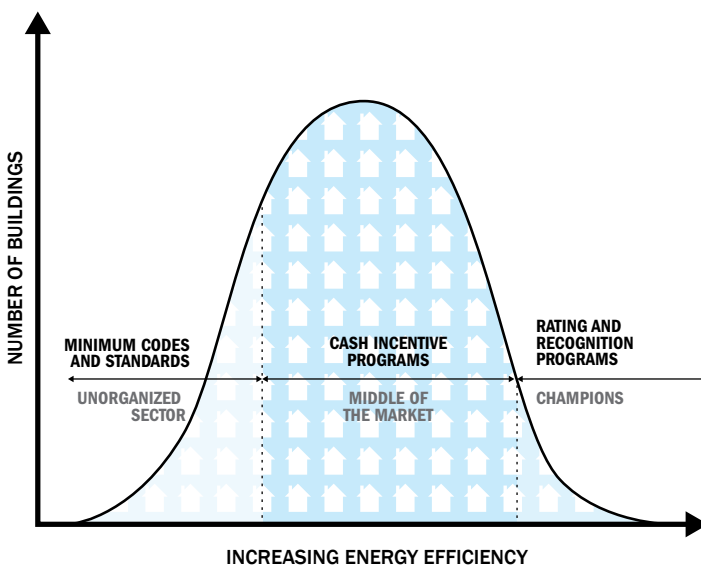 NUMBER OF BUILDINGS
MINIMUM CODES
AND STANDARDS
UNORGANIZED
SECTOR
CASH INCENTIVE
PROGRAMS
MIDDLE OF
THE MARKET
RATING AND
RECOGNITION
PROGRAMS
CHAMPIONS
INCREASING ENERGY EFFICIENCY